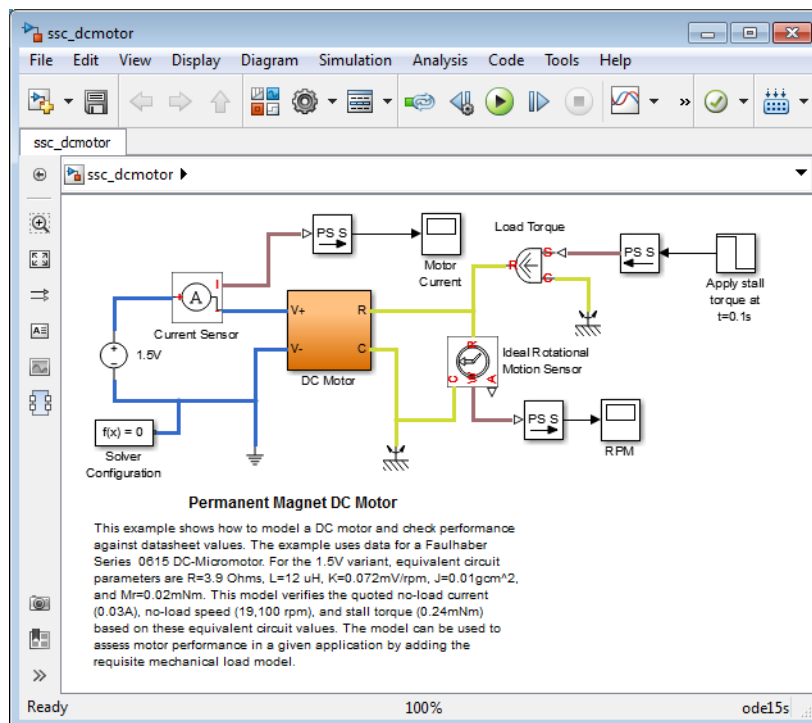 ssc_dcmotor
File Edit View Display Diagram Simulation Analysis Code Tools Help
»
ssc_dcmotor
ssc_dcmotor
Load Torque
PS S
Motor
Current
R
S
C
PS S
Apply stall
torque at
t=0.1s
I
A
Current Sensor
V+
R
V-
C
DC Motor
1.5V
R
C
W
A
Ideal Rotational
Motion Sensor
f(x) = 0
Solver
Configuration
PS S
RPM
Permanent Magnet DC Motor
This example shows how to model a DC motor and check performance
against datasheet values. The example uses data for a Faulhaber
Series 0615 DC-Micromotor. For the 1.5V variant, equivalent circuit
parameters are R=3.9 Ohms, L=12 uH, K=0.072mV/rpm, J=0.01gcm^2,
and Mr=0.02mNm. This model verifies the quoted no-load current
(0.03A), no-load speed (19,100 rpm), and stall torque (0.24mNm)
based on these equivalent circuit values. The model can be used to
assess motor performance in a given application by adding the
requisite mechanical load model.
»
Ready 100% ode15s